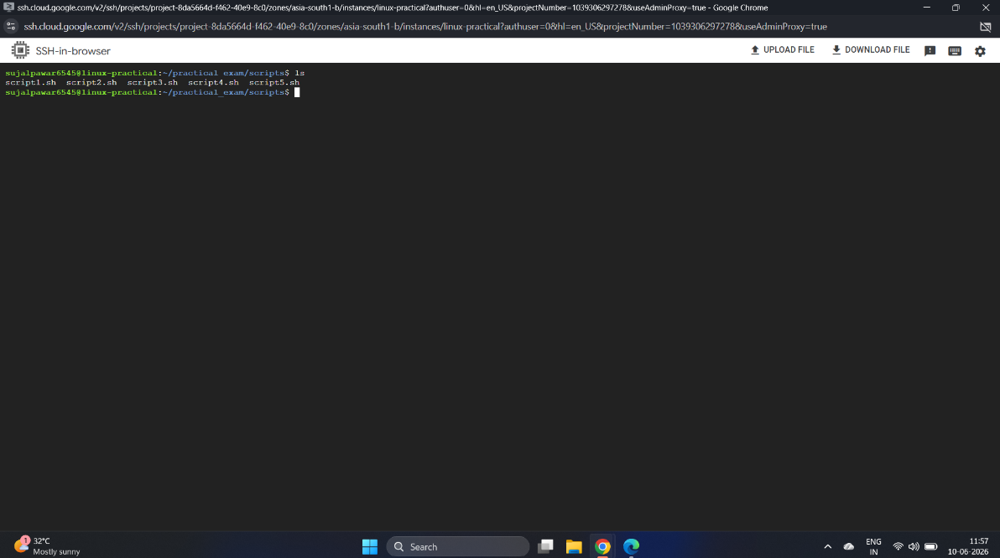 ssh.cloud.google.com/v2/ssh/projects/project-8da5664d-f462-40e9-8c0/zones/asia-south1-b/instances/linux-practical?authuser=0&hl=en_US&projectNumber=1039306297278&useAdminProxy=true - Google Chrome
ssh.cloud.google.com/v2/ssh/projects/project-8da5664d-f462-40e9-8c0/zones/asia-south1-b/instances/linux-practical?authuser=0&hl=en_US&projectNumber=1039306297278&useAdminProxy=true
SSH-in-browser UPLOAD FILE DOWNLOAD FILE
sujalpawar6545@linux-practical:~/practical_exam/scripts$ ls
script1.sh script2.sh script3.sh script4.sh script5.sh
sujalpawar6545@linux-practical:~/practical_exam/scripts$
1 32°C
Mostly sunny
Search
ENG
IN
11:57
10-06-2026